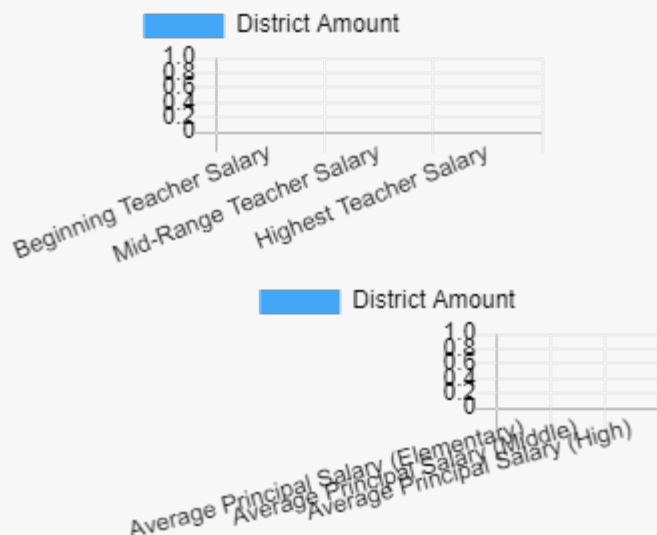 District Amount
1.0
0.8
0.6
0.4
0.2
0
Beginning Teacher Salary
Mid-Range Teacher Salary
Highest Teacher Salary
District Amount
1.0
0.8
0.6
0.4
0.2
0
Average Principal Salary (Elementary)
Average Principal Salary (Middle)
Average Principal Salary (High)